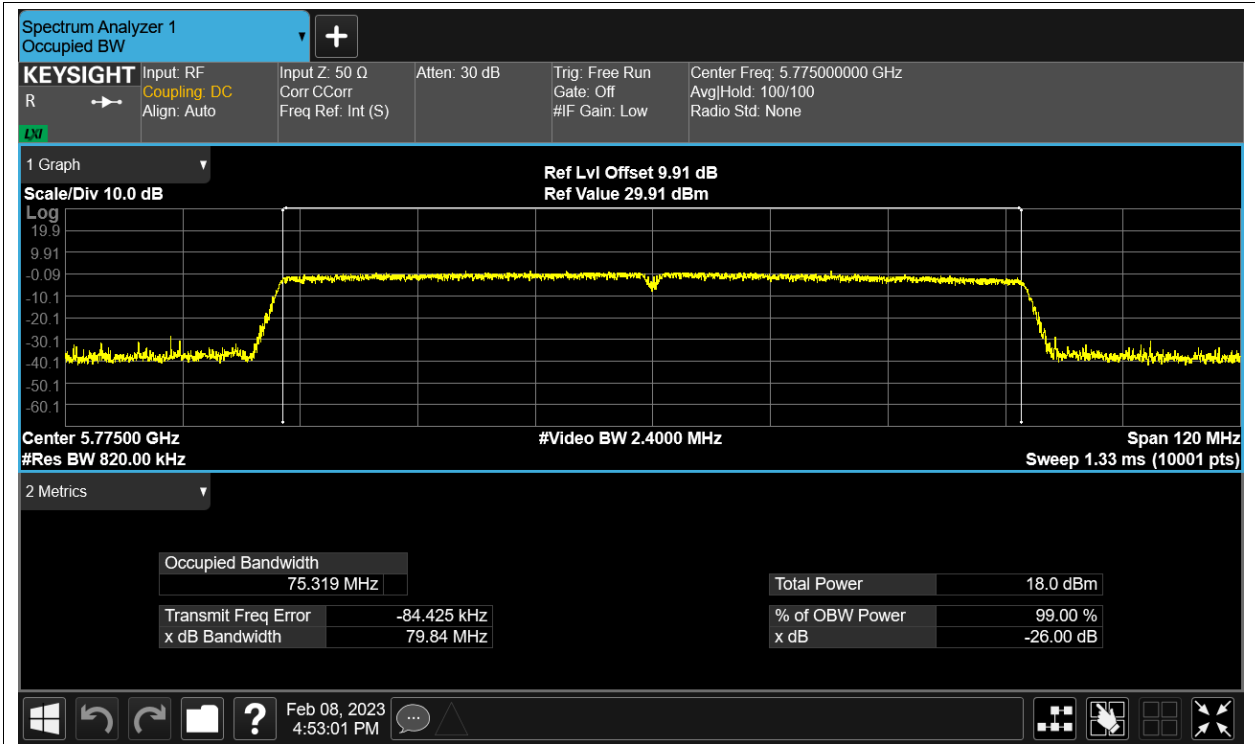 Spectrum Analyzer 1
Occupied BW
KEYSIGHT
R
LXI
Input: RF
Coupling: DC
Align: Auto
Input Z: 50 Ω
Corr CCorr
Freq Ref: Int (S)
Atten: 30 dB
Trig: Free Run
Gate: Off
#IF Gain: Low
Center Freq: 5.775000000 GHz
Avg|Hold: 100/100
Radio Std: None
1 Graph
Scale/Div 10.0 dB
Ref Lvl Offset 9.91 dB
Ref Value 29.91 dBm
Log
19.9
9.91
-0.09
-10.1
-20.1
-30.1
-40.1
-50.1
-60.1
Center 5.77500 GHz
#Video BW 2.4000 MHz
Span 120 MHz
#Res BW 820.00 kHz
Sweep 1.33 ms (10001 pts)
2 Metrics
Occupied Bandwidth
75.319 MHz
Transmit Freq Error -84.425 kHz
x dB Bandwidth 79.84 MHz
Total Power 18.0 dBm
% of OBW Power 99.00 %
x dB -26.00 dB
?
Feb 08, 2023
4:53:01 PM